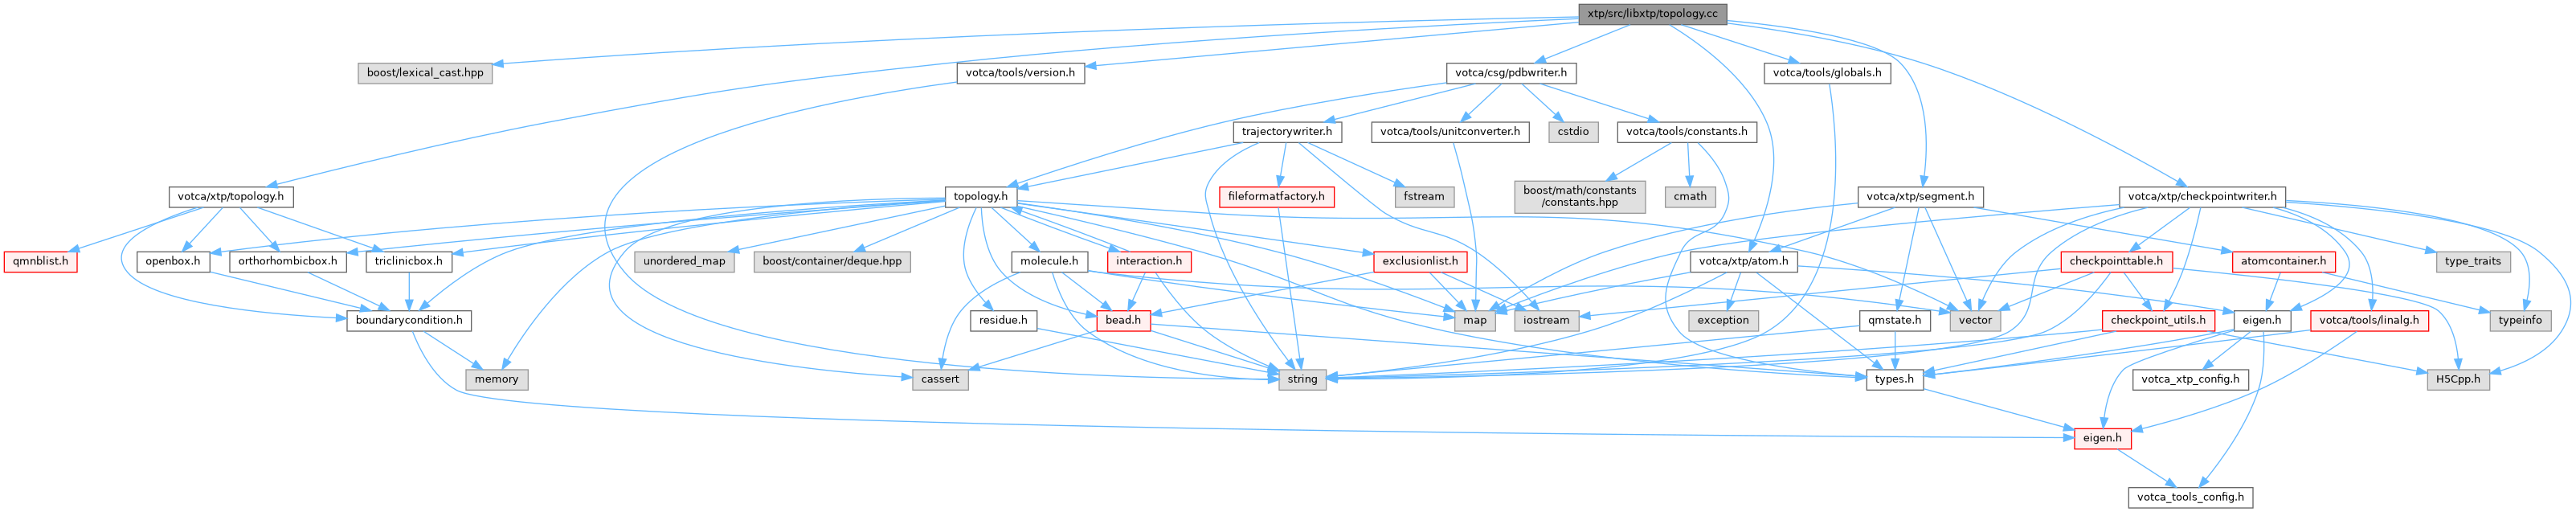 xtp/src/libxtp/topology.cc
boost/lexical_cast.hpp
votca/tools/version.h
votca/csg/pdbwriter.h
votca/tools/globals.h
trajectorywriter.h
votca/tools/unitconverter.h
cstdio
votca/tools/constants.h
votca/xtp/topology.h
topology.h
fileformatfactory.h
fstream
boost/math/constants
/constants.hpp
cmath
votca/xtp/segment.h
votca/xtp/checkpointwriter.h
qmnblist.h
openbox.h
orthorhombicbox.h
triclinicbox.h
unordered_map
boost/container/deque.hpp
molecule.h
interaction.h
exclusionlist.h
votca/xtp/atom.h
checkpointtable.h
atomcontainer.h
type_traits
boundarycondition.h
residue.h
bead.h
map
iostream
exception
qmstate.h
vector
checkpoint_utils.h
eigen.h
votca/tools/linalg.h
typeinfo
memory
cassert
string
types.h
votca_xtp_config.h
H5Cpp.h
eigen.h
votca_tools_config.h